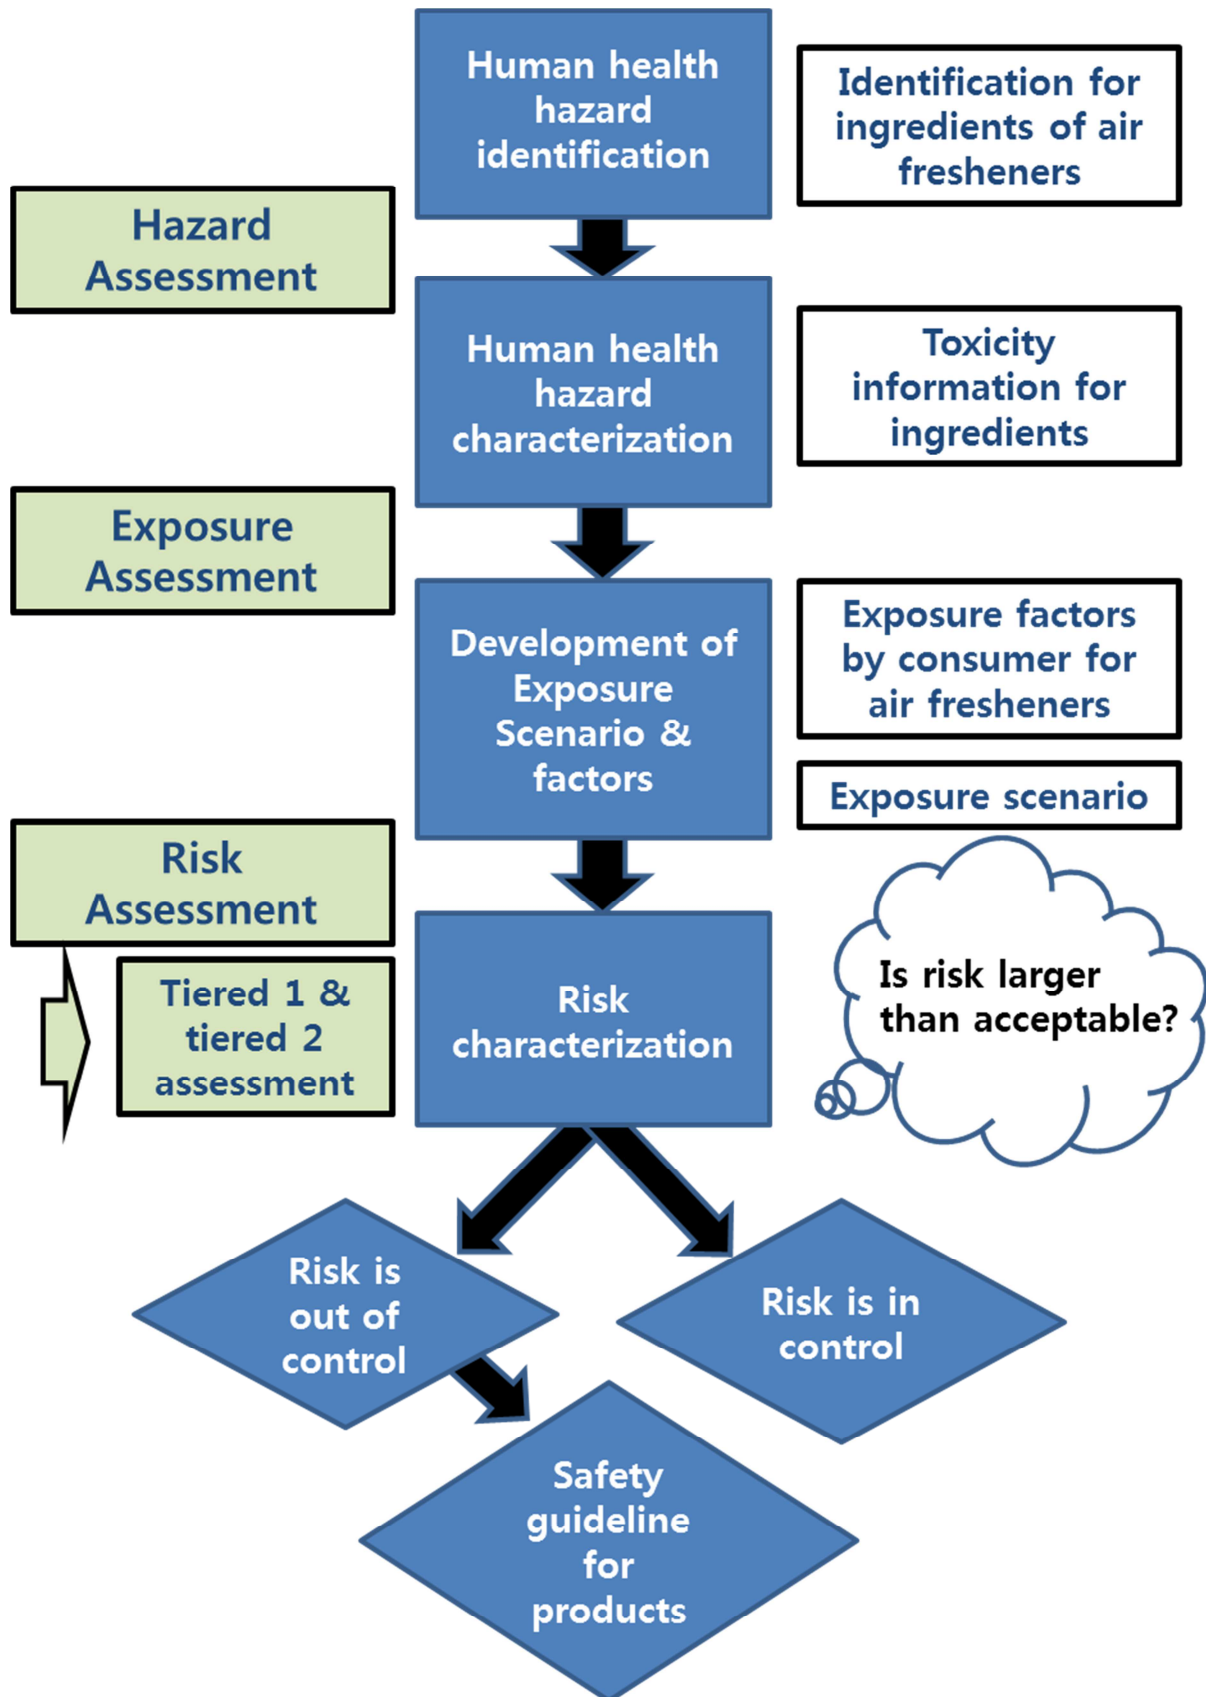 Human health
hazard
identification
Identification for
ingredients of air
fresheners
Hazard
Assessment
Human health
hazard
characterization
Toxicity
information for
ingredients
Exposure
Assessment
Development of
Exposure
Scenario &
factors
Exposure factors
by consumer for
air fresheners
Exposure scenario
Risk
Assessment
Tiered 1 &
tiered 2
assessment
Risk
characterization
Is risk larger
than acceptable?
Risk is
out of
control
Risk is in
control
Safety
guideline
for
products